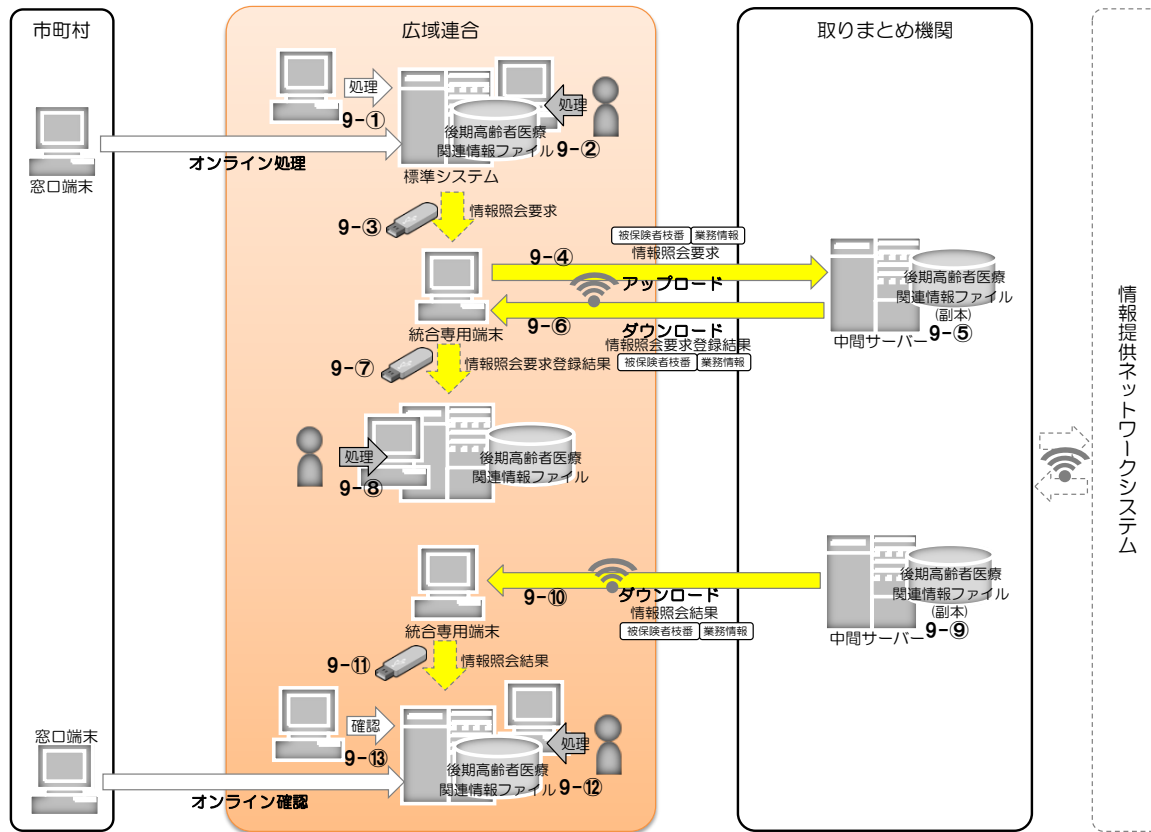 市町村
広域連合
取りまとめ機関
処理
9-①
処理
後期高齢者医療
関連情報ファイル
9-②
標準システム
オンライン処理
窓口端末
9-③
情報照会要求
被保険者枝番
業務情報
情報照会要求
9-④
アップロード
後期高齢者医療
関連情報ファイル
(副本)
9-⑤
中間サーバー
9-⑥
ダウンロード
情報照会要求登録結果
被保険者枝番
業務情報
統合専用端末
9-⑦
情報照会要求登録結果
処理
9-⑧
後期高齢者医療
関連情報ファイル
情報提供ネットワークシステム
9-⑩
ダウンロード
情報照会結果
被保険者枝番
業務情報
後期高齢者医療
関連情報ファイル
(副本)
9-⑨
中間サーバー
統合専用端末
9-⑪
情報照会結果
確認
9-⑬
処理
後期高齢者医療
関連情報ファイル
9-⑫
窓口端末
オンライン確認